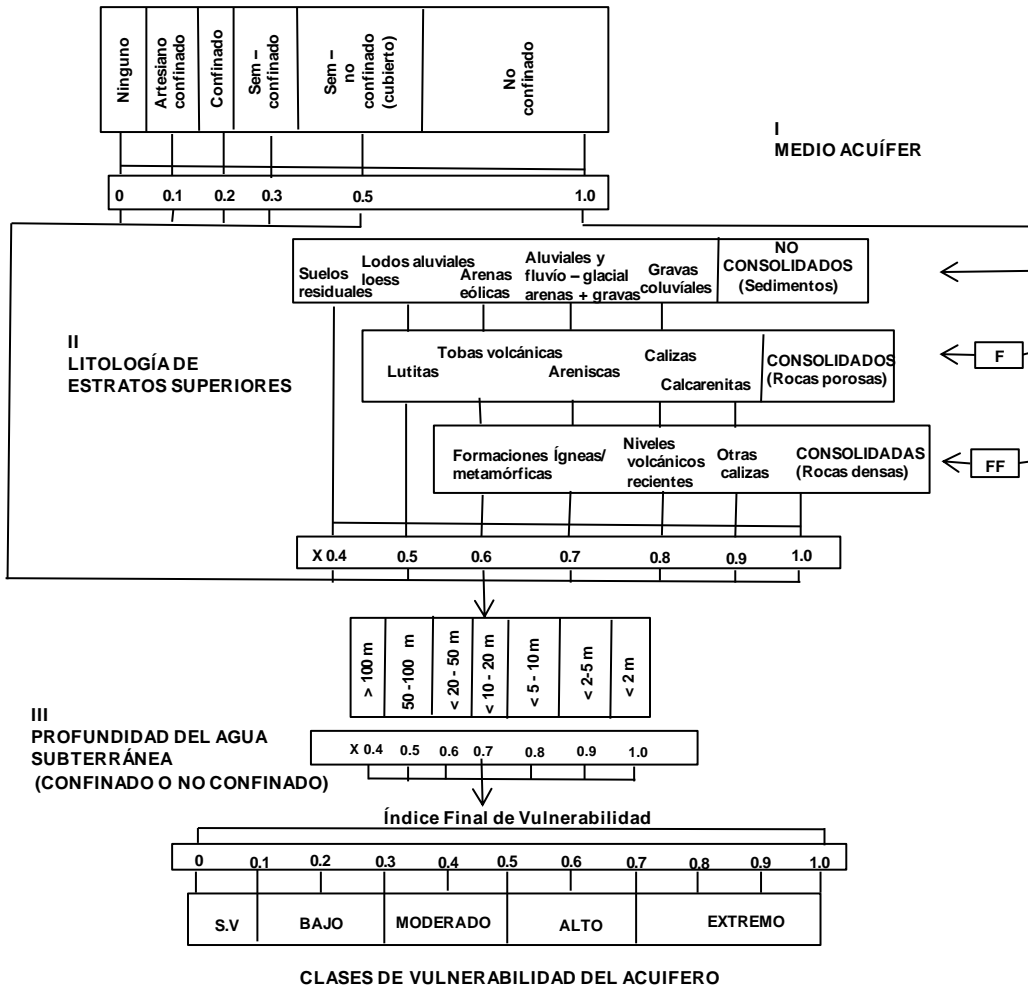 Ninguno
Artesiano
confinado
Confinado
Sem –
confinado
Sem –
no
confinado
(cubierto)
No
confinado
I
MEDIO ACUÍFER
0 0.1 0.2 0.3 0.5 1.0
Suelos
residuales
Lodos aluviales
loess
Arenas
eólicas
Aluviales y
fluvío – glacial
arenas + gravas
Gravas
coluvíales
NO
CONSOLIDADOS
(Sedimentos)
II
LITOLOGÍA DE
ESTRATOS SUPERIORES
Lutitas
Tobas volcánicas
Areniscas
Calizas
Calcarenitas
CONSOLIDADOS
(Rocas porosas)
F
Formaciones Ígneas/
metamórficas
Niveles
volcánicos
recientes
Otras
calizas
CONSOLIDADAS
(Rocas densas)
FF
X 0.4 0.5 0.6 0.7 0.8 0.9 1.0
> 100 m
50 -100 m
< 20 - 50 m
< 10 - 20 m
< 5 - 10 m
< 2-5 m
< 2 m
III
PROFUNDIDAD DEL AGUA
SUBTERRÁNEA
(CONFINADO O NO CONFINADO)
X 0.4 0.5 0.6 0.7 0.8 0.9 1.0
Índice Final de Vulnerabilidad
0 0.1 0.2 0.3 0.4 0.5 0.6 0.7 0.8 0.9 1.0
S.V BAJO MODERADO ALTO EXTREMO
CLASES DE VULNERABILIDAD DEL ACUIFERO